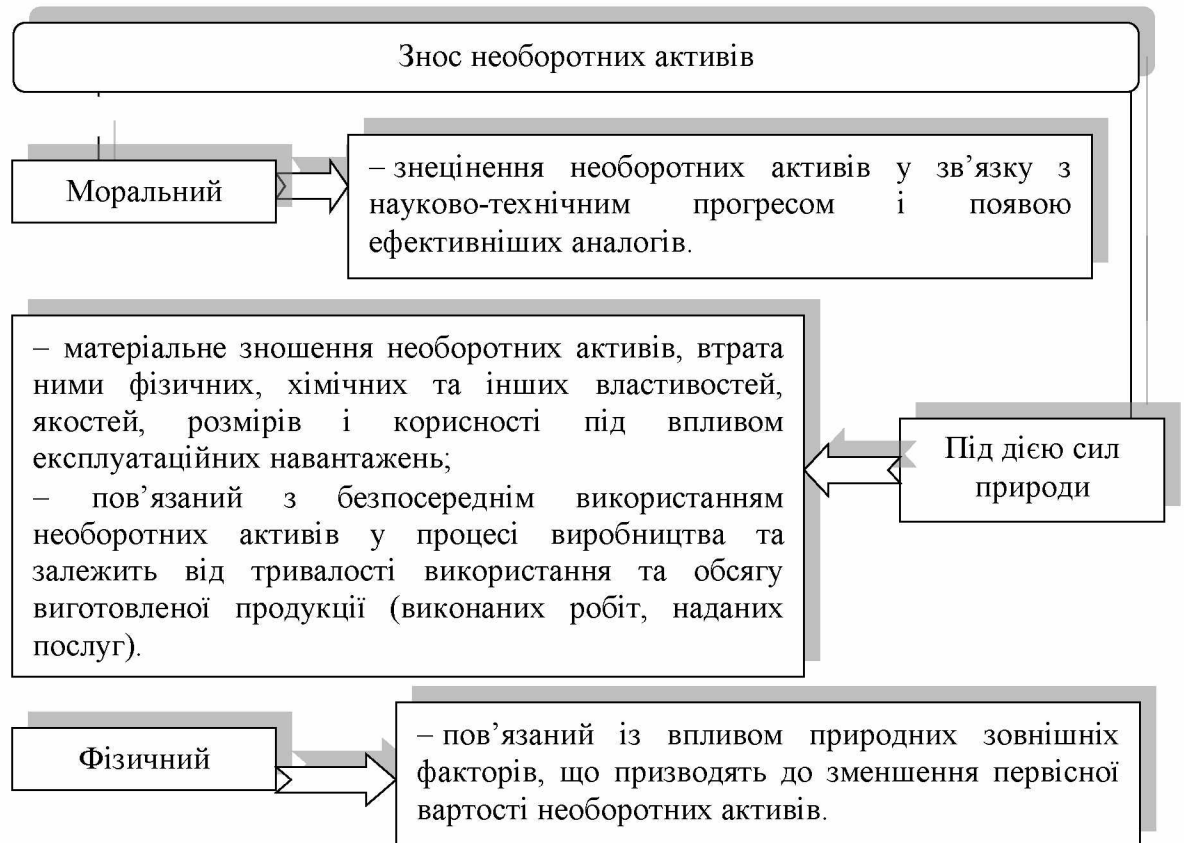 Знос необоротних активів
Моральний
– знецінення необоротних активів у зв’язку з
науково-технічним прогресом і появою
ефективніших аналогів.
– матеріальне зношення необоротних активів, втрата
ними фізичних, хімічних та інших властивостей,
якостей, розмірів і корисності під впливом
експлуатаційних навантажень;
– пов’язаний з безпосереднім використанням
необоротних активів у процесі виробництва та
залежить від тривалості використання та обсягу
виготовленої продукції (виконаних робіт, наданих
послуг).
Під дією сил
природи
Фізичний
– пов’язаний із впливом природних зовнішніх
факторів, що призводять до зменшення первісної
вартості необоротних активів.